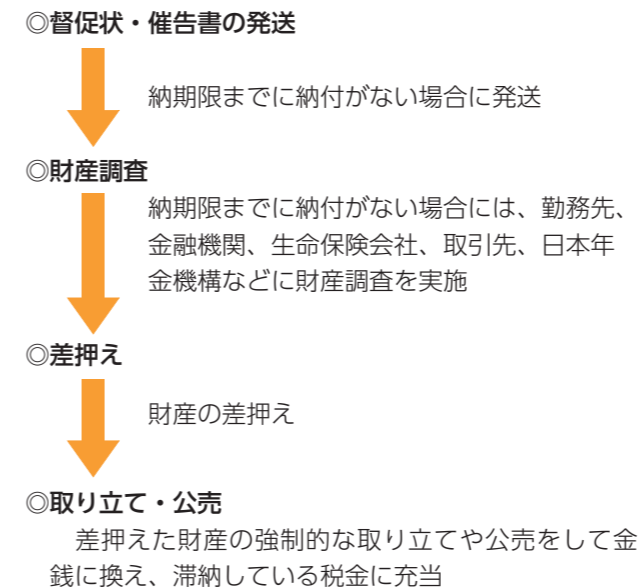 ◎督促状・催告書の発送
納期限までに納付がない場合に発送
◎財産調査
納期限までに納付がない場合には、勤務先、
金融機関、生命保険会社、取引先、日本年
金機構などに財産調査を実施
◎差押え
財産の差押え
◎取り立て・公売
差押えた財産の強制的な取り立てや公売をして金
銭に換え、滞納している税金に充当